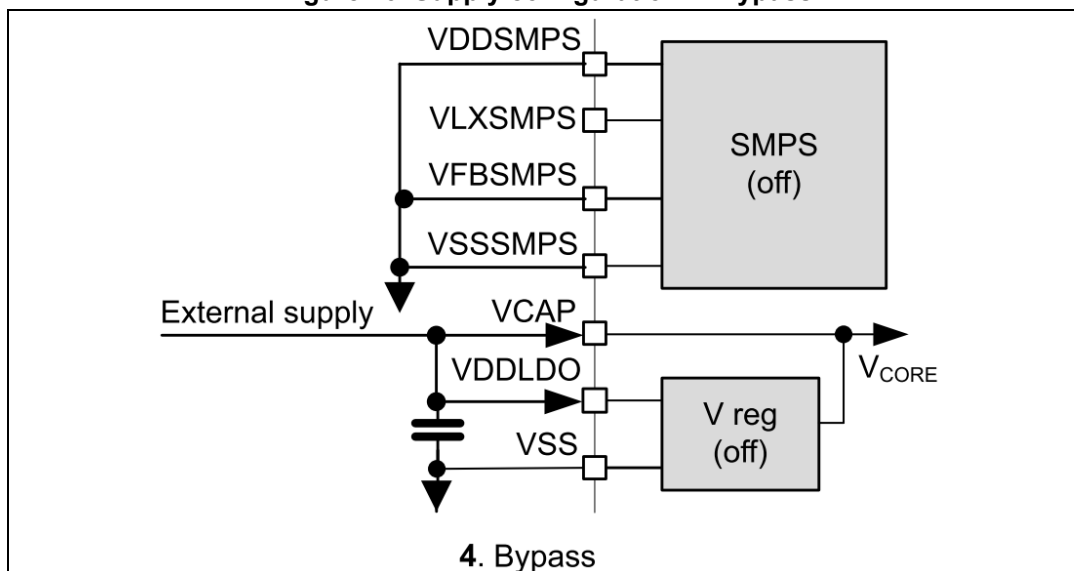 VDDSMPS
VLXSMPS
VFBSMPS
VSSSMPS
SMPS
(off)
External supply
VCAP
VDDLDO
VSS
VCORE
V reg
(off)
4. Bypass